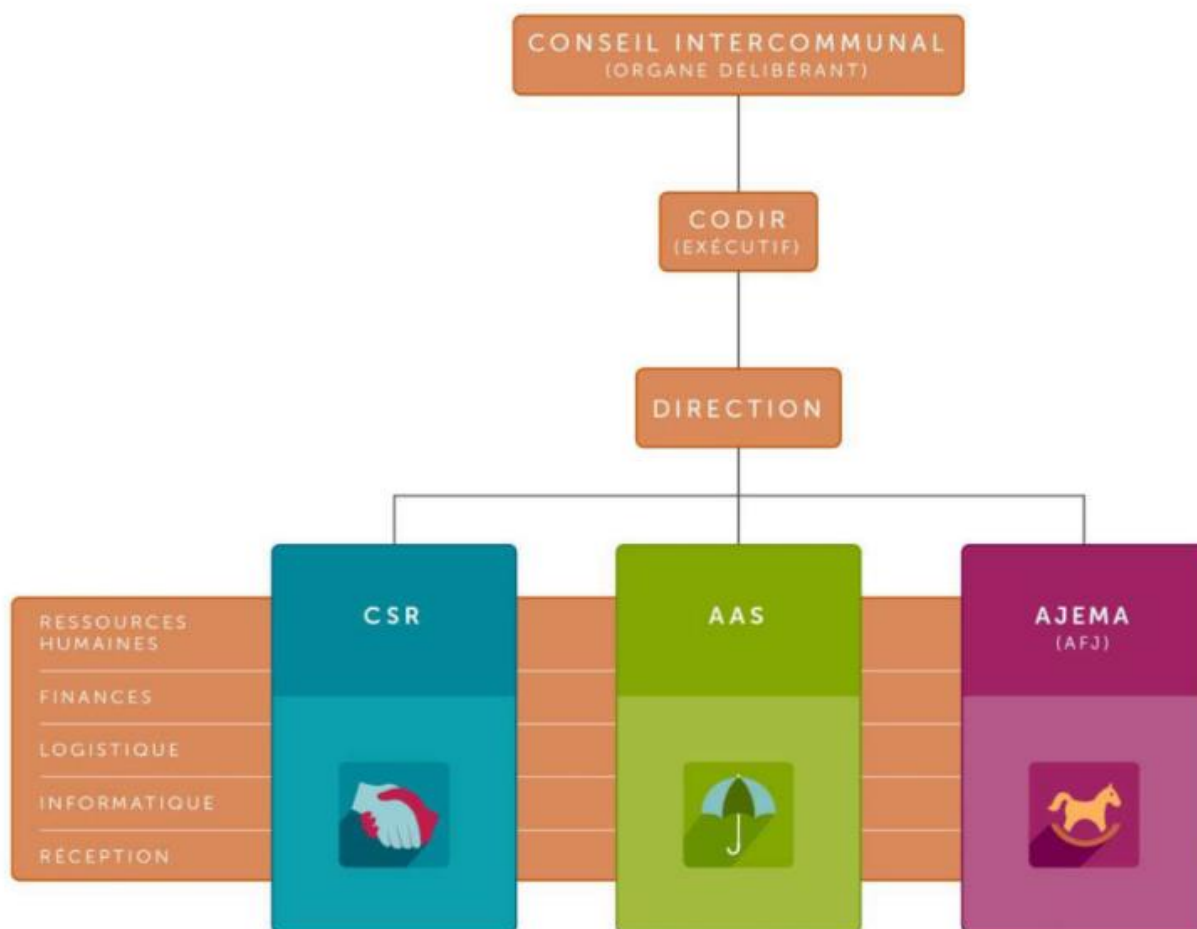 CONSEIL INTERCOMMUNAL
(ORGANE DÉLIBÉRANT)
CODIR
(EXÉCUTIF)
DIRECTION
CSR
AAS
AJEMA
(AFJ)
RESSOURCES
HUMAINES
FINANCES
LOGISTIQUE
INFORMATIQUE
RÉCEPTION